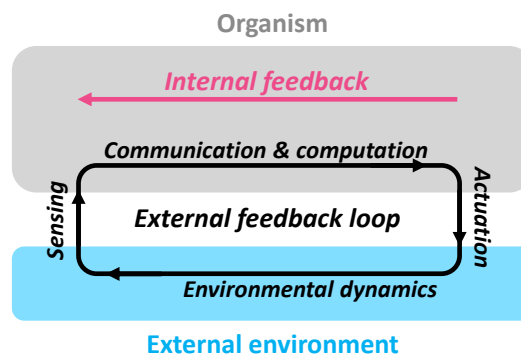 Organism
Internal feedback
Communication & computation
Sensing
Actuation
External feedback loop
Environmental dynamics
External environment